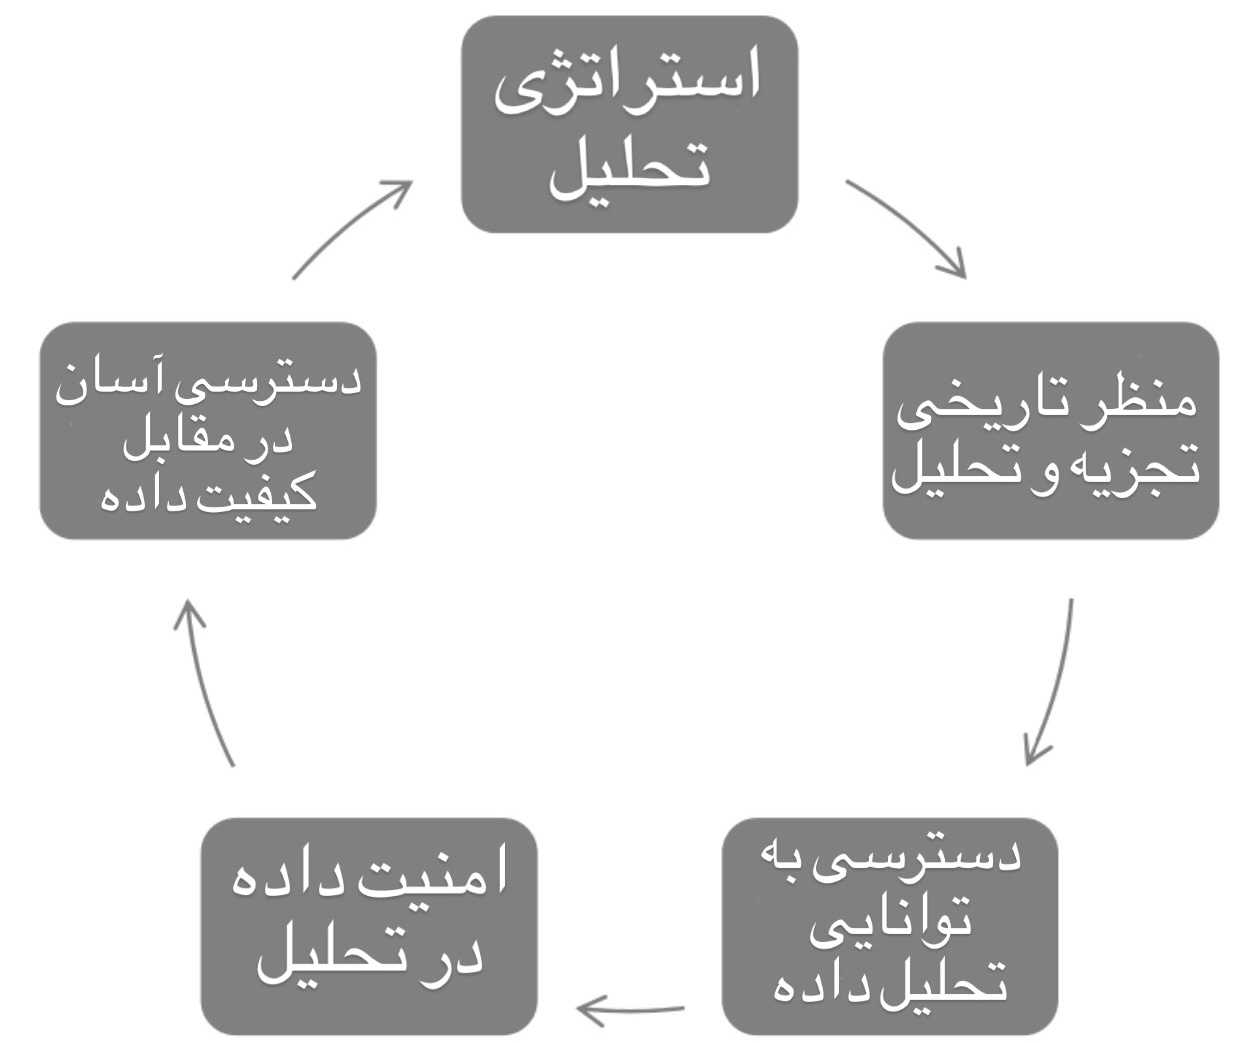 استراتژی
تحلیل
منظر تاریخی
تجزیه و تحلیل
دسترسی به
توانایی
تحلیل داده
امنیت داده
در تحلیل
دسترسی آسان
در مقابل
کیفیت داده